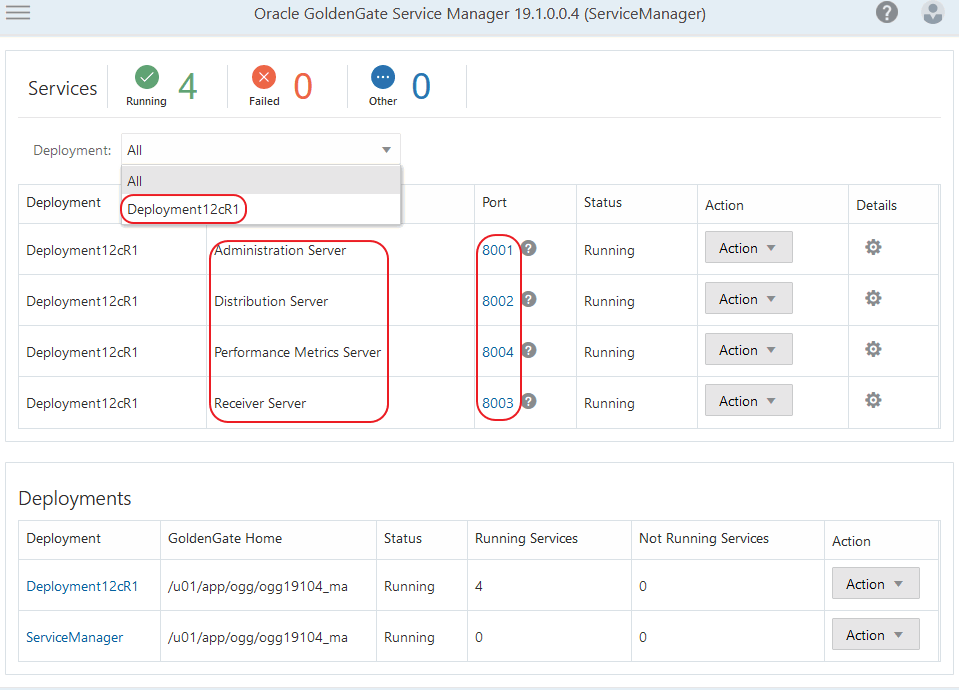 Oracle GoldenGate Service Manager 19.1.0.0.4 (ServiceManager)
Services Running 4 Failed 0 Other 0
Deployment: All
All
Deployment12cR1
Deployment Port Status Action Details
Deployment12cR1 Administration Server 8001 Running Action
Deployment12cR1 Distribution Server 8002 Running Action
Deployment12cR1 Performance Metrics Server 8004 Running Action
Deployment12cR1 Receiver Server 8003 Running Action
Deployments
Deployment GoldenGate Home Status Running Services Not Running Services Action
Deployment12cR1 /u01/app/ogg/ogg19104_ma Running 4 0 Action
ServiceManager /u01/app/ogg/ogg19104_ma Running 0 0 Action